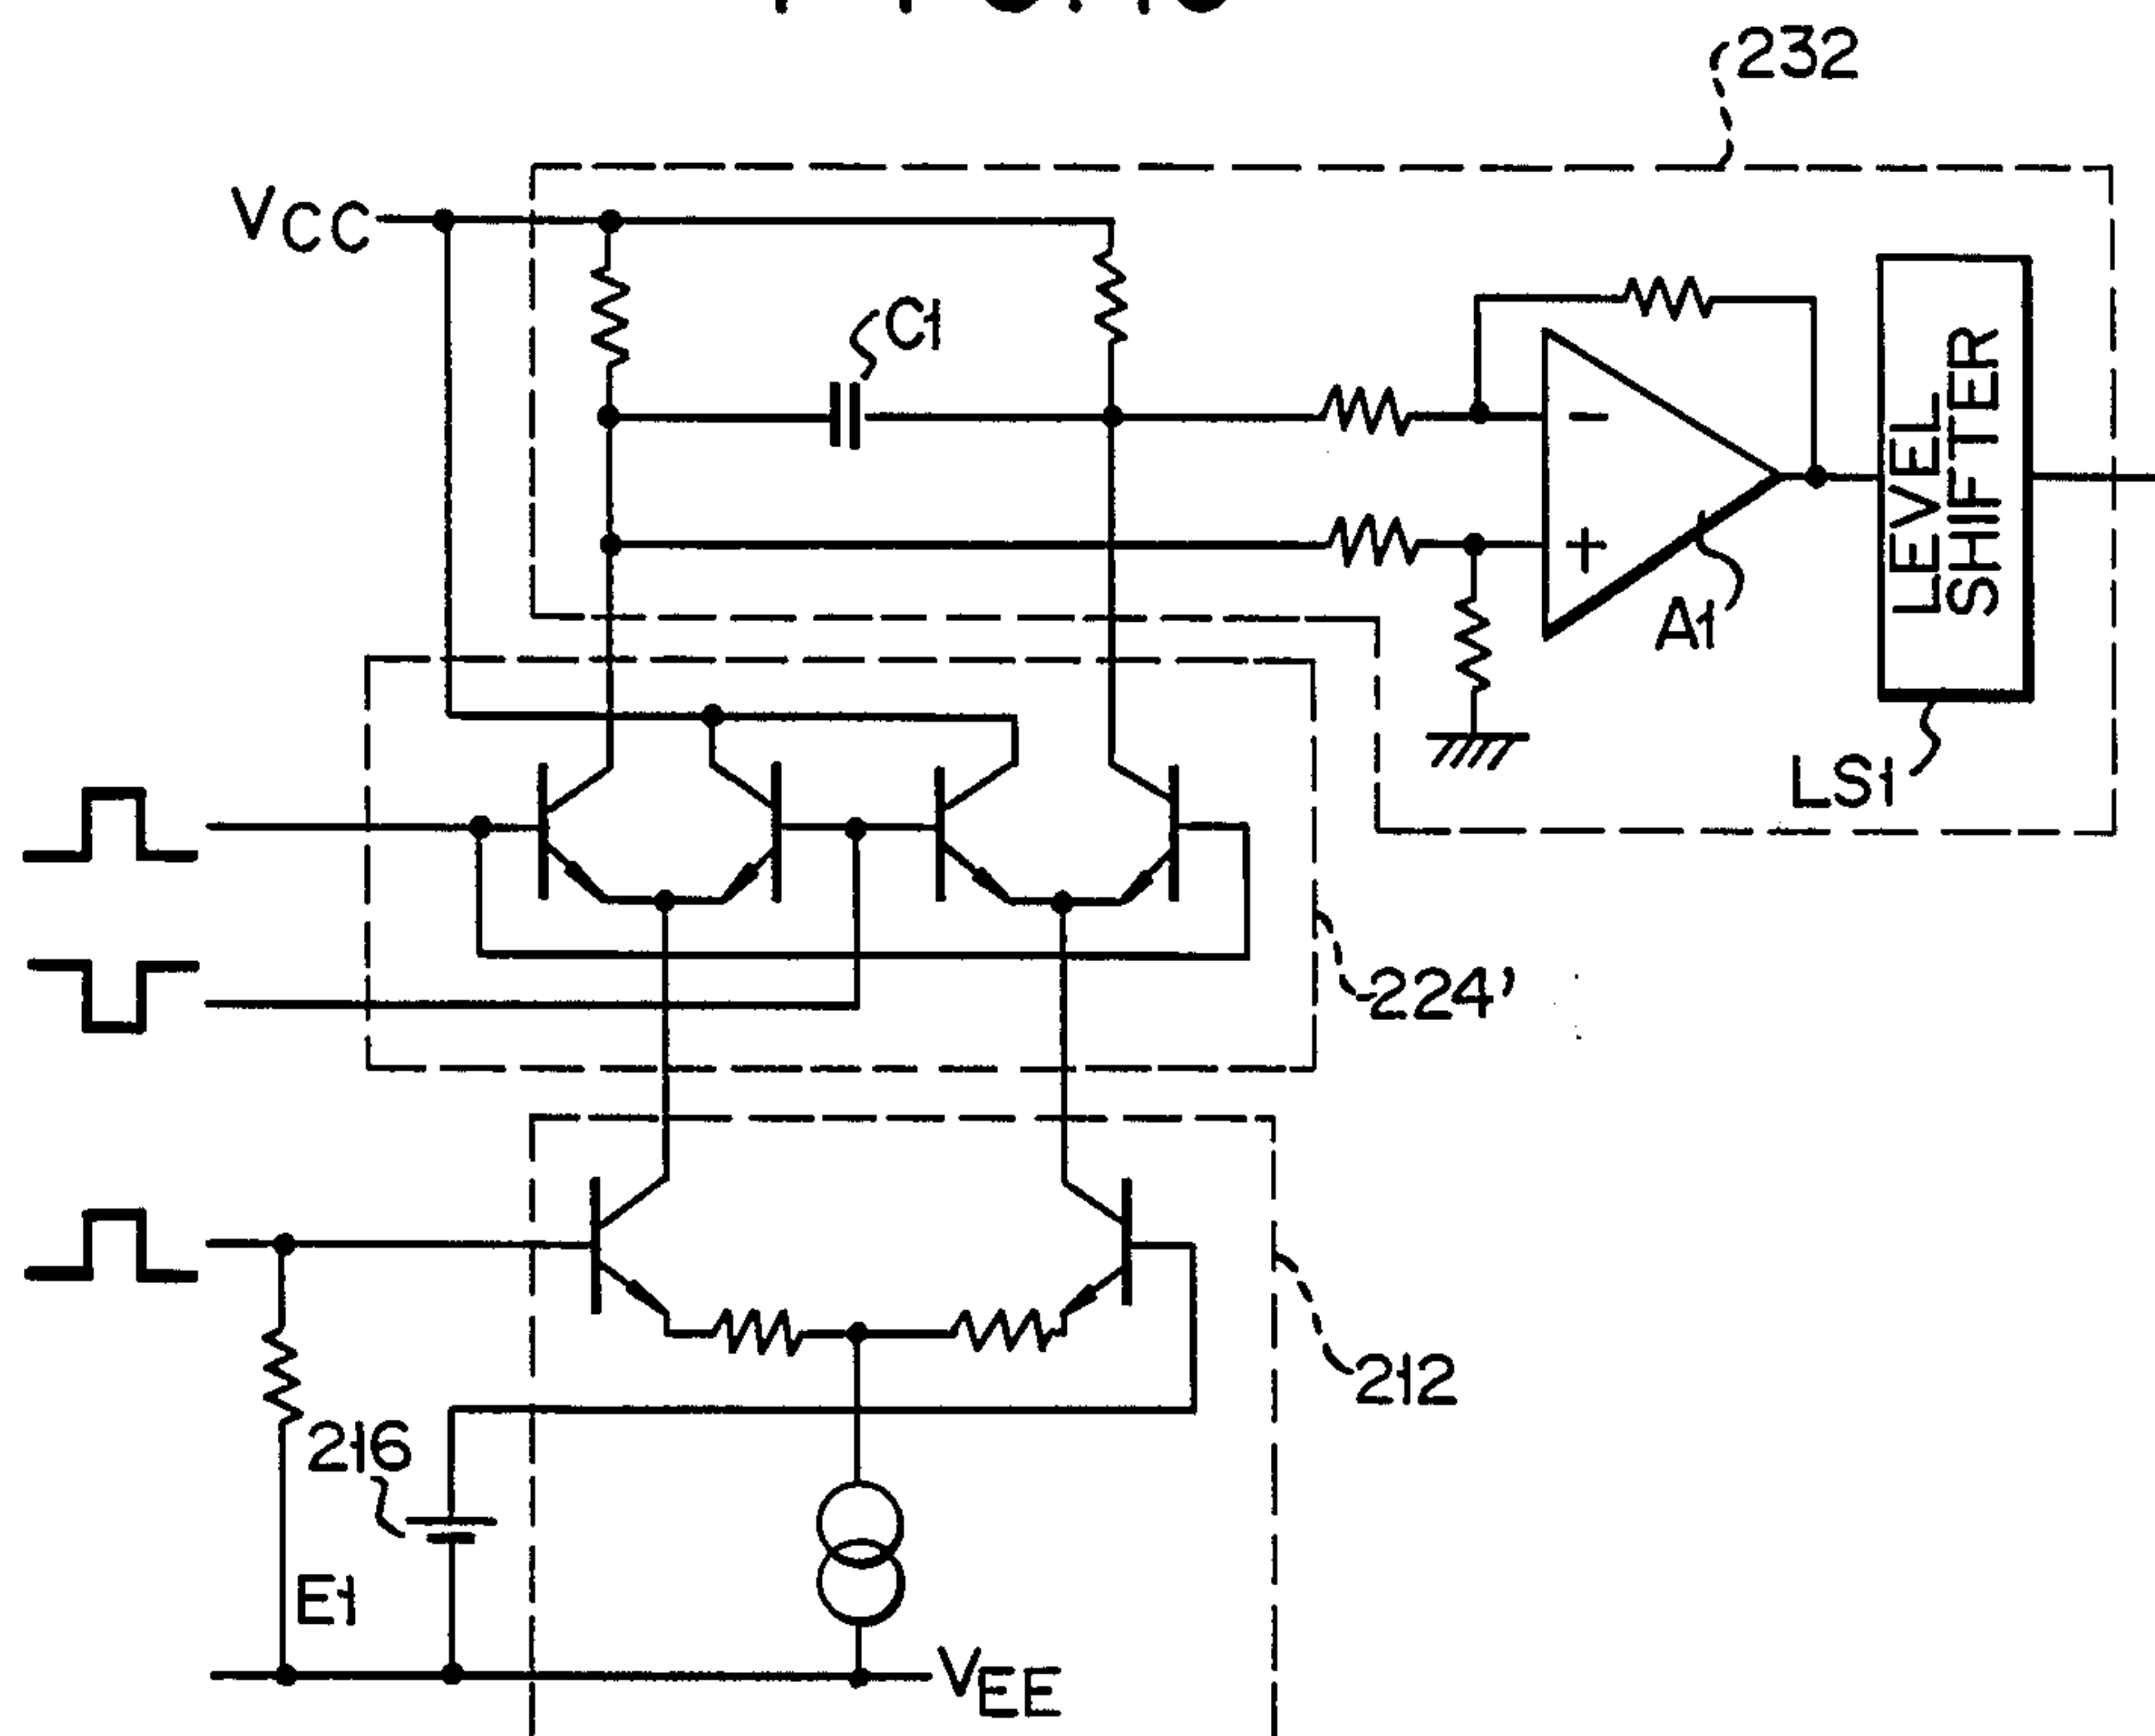 232
VCC
C1
LEVEL
SHIFTER
-
+
A1
LS1
224'
212
216
E1
VEE